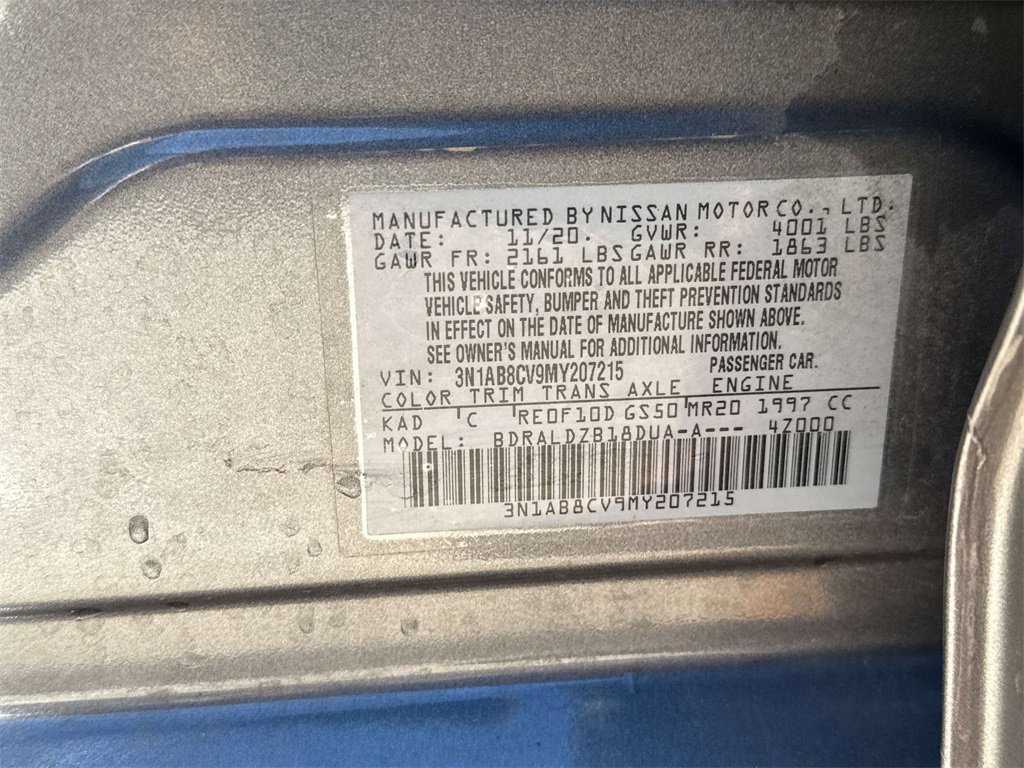 MANUFACTURED BY NISSAN MOTOR CO., LTD.
DATE: 11/20. GVWR: 4001 LBS
GAWR FR: 2161 LBS GAWR RR: 1863 LBS
THIS VEHICLE CONFORMS TO ALL APPLICABLE FEDERAL MOTOR
VEHICLE SAFETY, BUMPER AND THEFT PREVENTION STANDARDS
IN EFFECT ON THE DATE OF MANUFACTURE SHOWN ABOVE.
SEE OWNER'S MANUAL FOR ADDITIONAL INFORMATION.
VIN: 3N1AB8CV9MY207215 PASSENGER CAR.
COLOR TRIM TRANS AXLE ENGINE
KAD C RE0F10D GS50 MR20 1997 CC
MODEL: BDRALDZB18DUA-A--- 4Z000
3N1AB8CV9MY207215